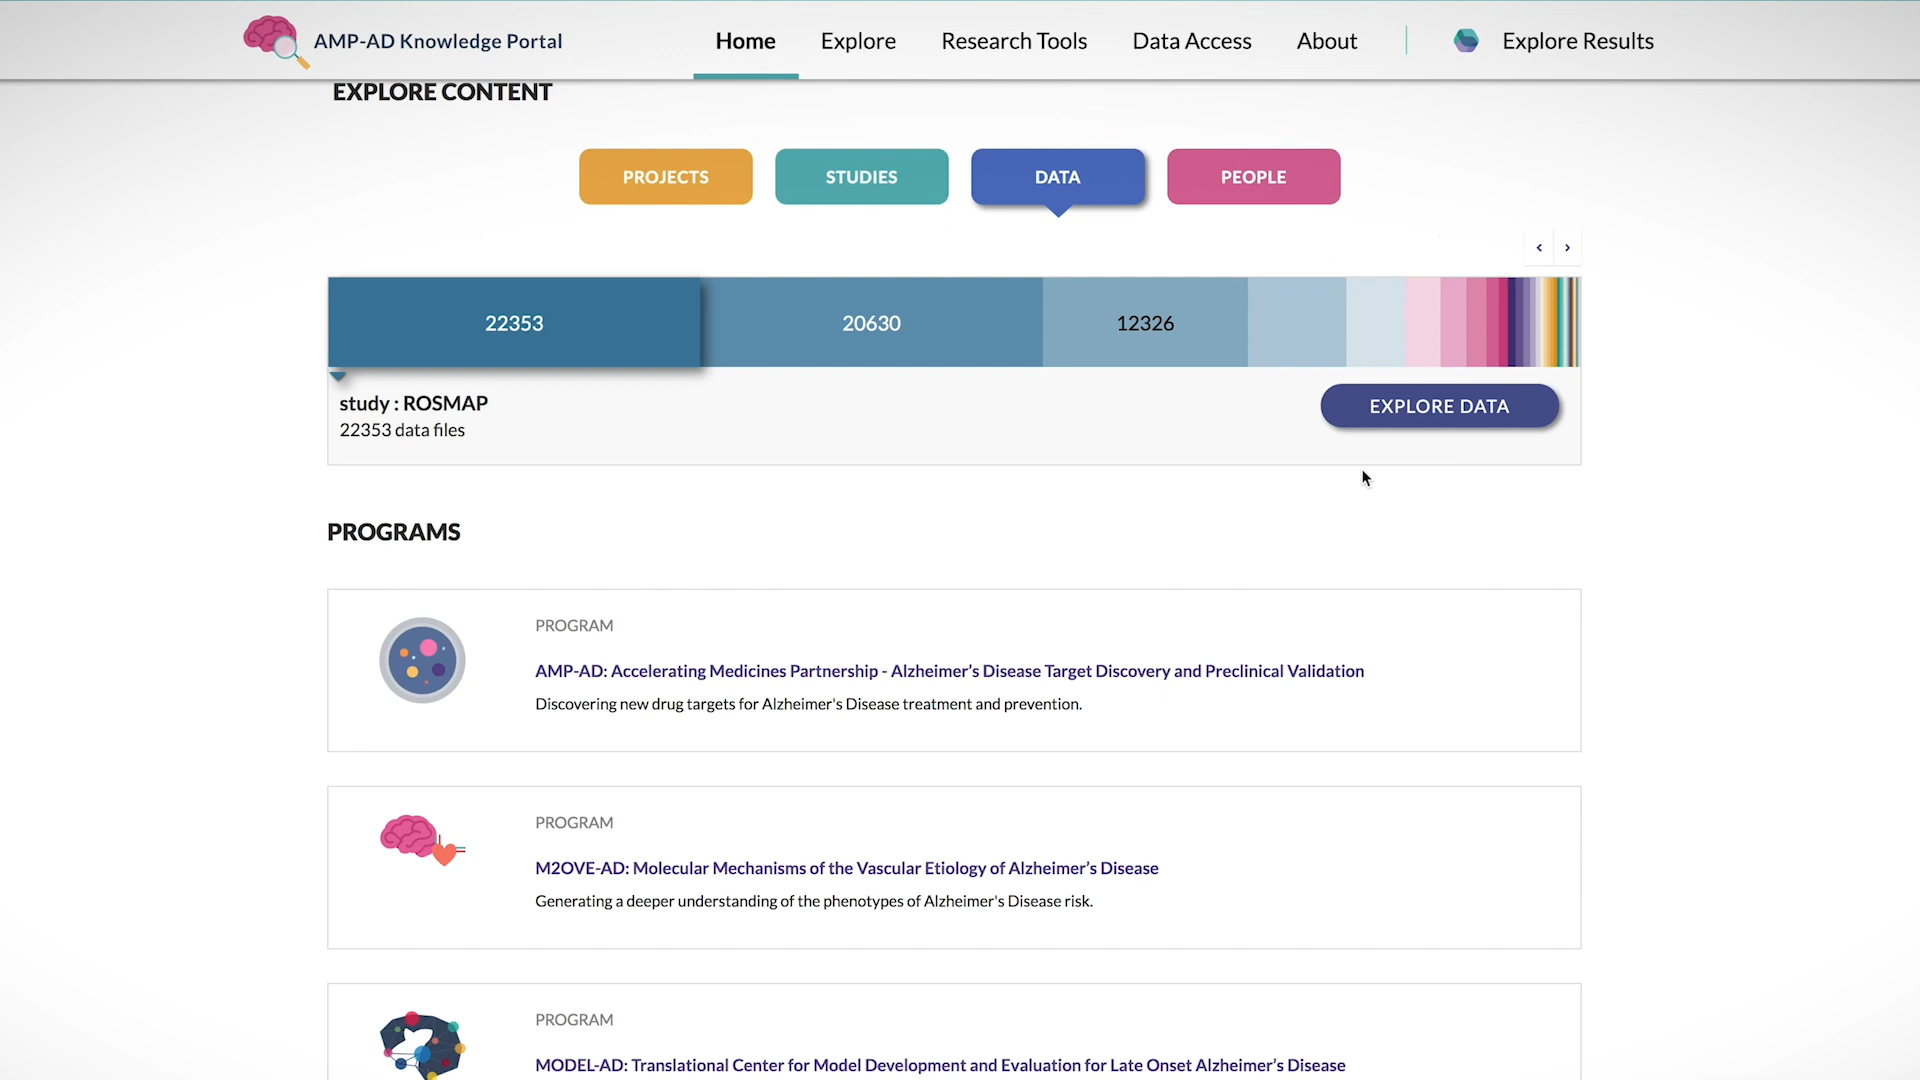 AMP-AD Knowledge Portal
Home
Explore
Research Tools
Data Access
About
Explore Results
EXPLORE CONTENT
PROJECTS
STUDIES
DATA
PEOPLE
22353
20630
12326
study : ROSMAP
22353 data files
EXPLORE DATA
PROGRAMS
PROGRAM
AMP-AD: Accelerating Medicines Partnership - Alzheimer’s Disease Target Discovery and Preclinical Validation
Discovering new drug targets for Alzheimer's Disease treatment and prevention.
PROGRAM
M2OVE-AD: Molecular Mechanisms of the Vascular Etiology of Alzheimer’s Disease
Generating a deeper understanding of the phenotypes of Alzheimer's Disease risk.
PROGRAM
MODEL-AD: Translational Center for Model Development and Evaluation for Late Onset Alzheimer’s Disease